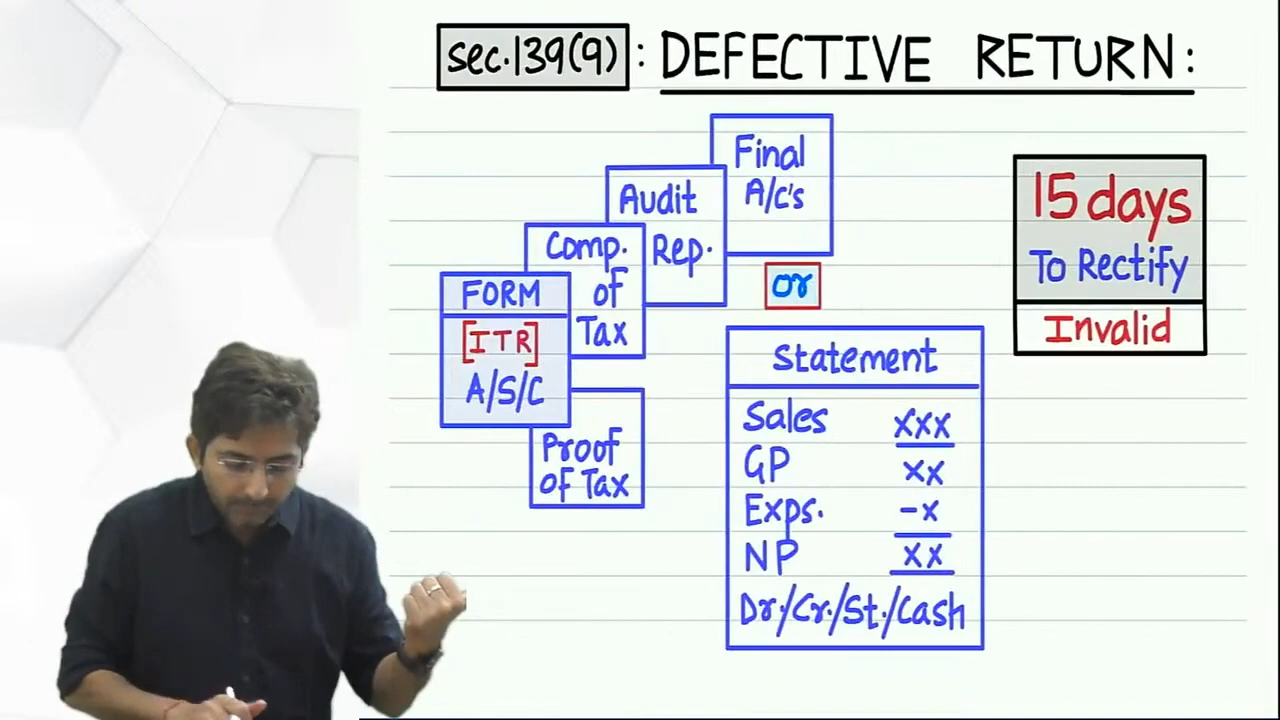 sec.139(9) : DEFECTIVE RETURN:
Final
A/c's
Audit
Rep.
Comp.
of
Tax
FORM
[ITR]
A/S/C
Proof
of Tax
or
Statement
Sales xxx
GP xx
Exps. -x
NP xx
Dr./Cr./St./Cash
15 days
To Rectify
Invalid